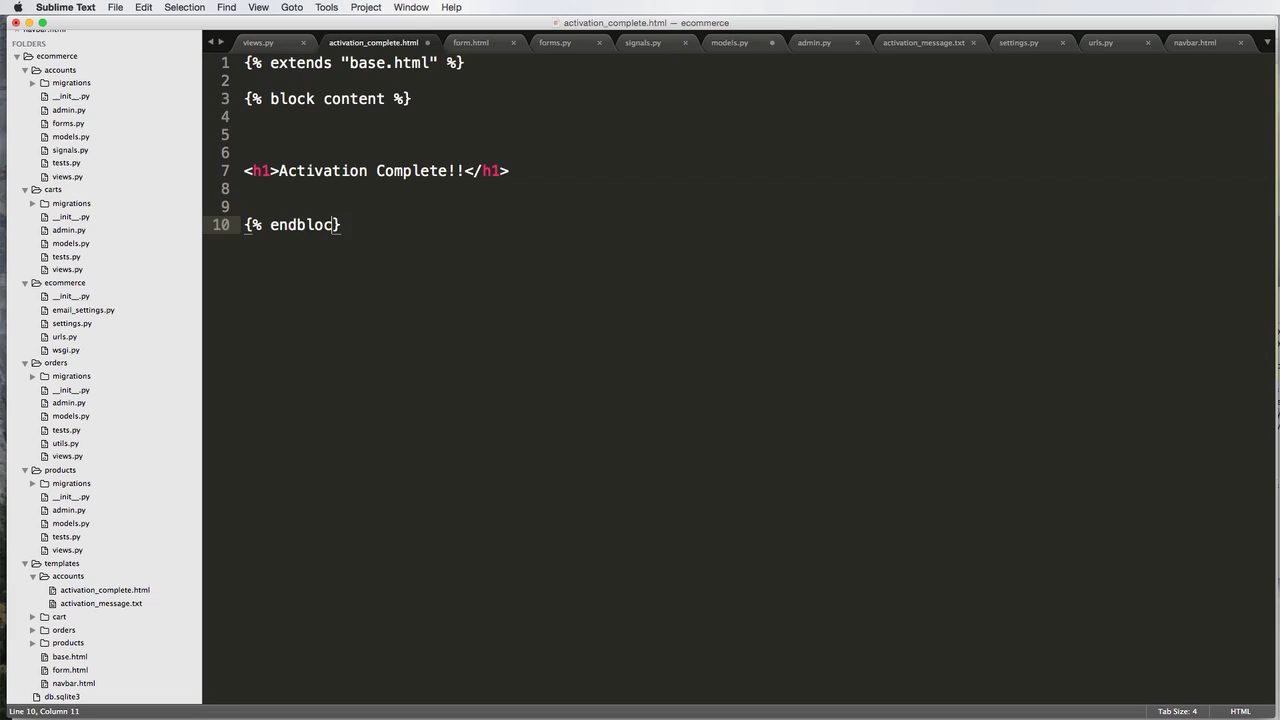 Sublime Text File Edit Selection Find View Goto Tools Project Window Help
activation_complete.html — ecommerce
navbar.html
FOLDERS
ecommerce
accounts
migrations
__init__.py
admin.py
forms.py
models.py
signals.py
tests.py
views.py
carts
migrations
__init__.py
admin.py
models.py
tests.py
views.py
ecommerce
__init__.py
email_settings.py
settings.py
urls.py
wsgi.py
orders
migrations
__init__.py
admin.py
models.py
tests.py
utils.py
views.py
products
migrations
__init__.py
admin.py
models.py
tests.py
views.py
templates
accounts
activation_complete.html
activation_message.txt
cart
orders
products
base.html
form.html
navbar.html
db.sqlite3
views.py activation_complete.html form.html forms.py signals.py models.py admin.py activation_message.txt settings.py urls.py navbar.html
1 {% extends "base.html" %}
2
3 {% block content %}
4
5
6
7 <h1>Activation Complete!!</h1>
8
9
10 {% endbloc}
Line 10, Column 11 Tab Size: 4 HTML